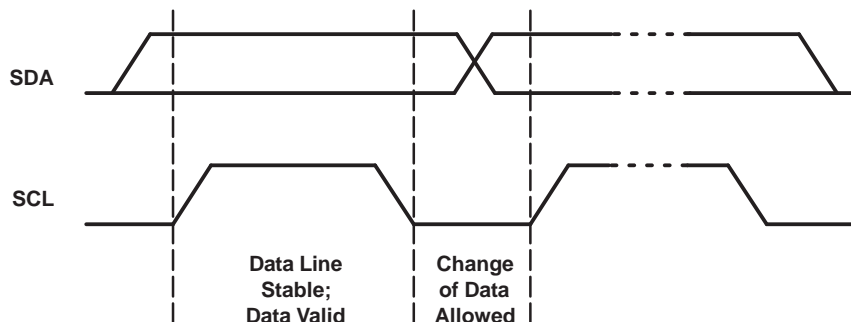 SDA
SCL
Data Line
Stable;
Data Valid
Change
of Data
Allowed